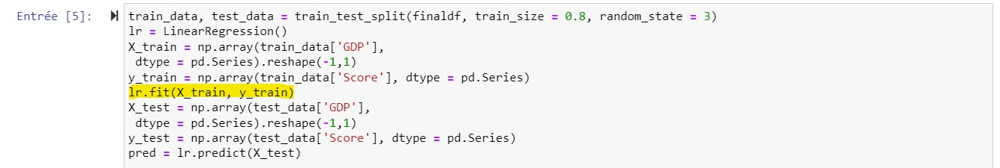 Entrée [5]:
train_data, test_data = train_test_split(finaldf, train_size = 0.8, random_state = 3)
lr = LinearRegression()
X_train = np.array(train_data['GDP'],
 dtype = pd.Series).reshape(-1,1)
y_train = np.array(train_data['Score'], dtype = pd.Series)
lr.fit(X_train, y_train)
X_test = np.array(test_data['GDP'],
 dtype = pd.Series).reshape(-1,1)
y_test = np.array(test_data['Score'], dtype = pd.Series)
pred = lr.predict(X_test)